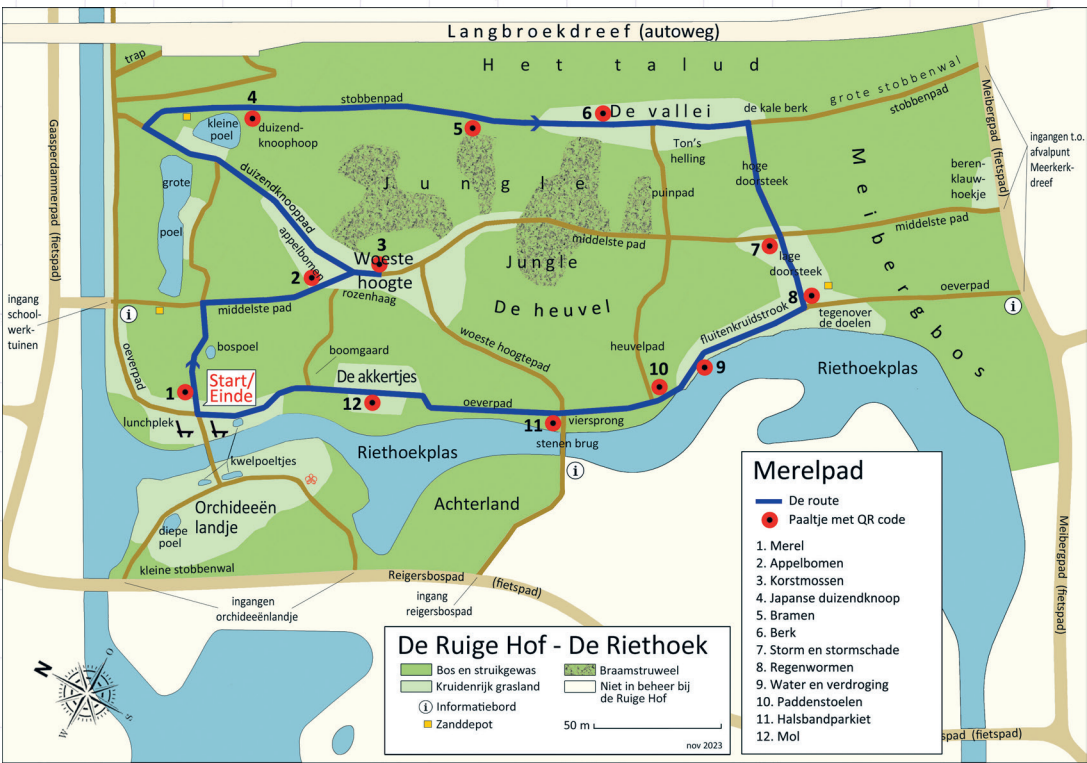 Langbroekdreef (autoweg)
trap
Het talud
grote stobbenwal
stobbenpad
4
stobbenpad
6
De vallei
de kale berk
Meibergpad (fietspad)
Gaasperdammerpad (fietspad)
kleine
poel
duizend-
knoophoop
5
Ton's
helling
ingangen t.o.
afvalpunt
Meerkerk-
dreef
beren-
klauw-
hoekje
Meibergbos
duizendknooppad
Jungle
puinpad
hoge
doorsteek
grote
poel
appelbomen
3
Woeste
hoogte
middelste pad
middelste pad
7
lage
doorsteek
Jungle
2
rozenhaag
ingang
school-
werk-
tuinen
i
middelste pad
De heuvel
8
oeverpad
i
tegenover
de doelen
fluitenkruidstrook
bospoel
woeste hoogtepad
heuvelpad
oeverpad
boomgaard
De akkertjes
Riethoekplas
1
Start/
Einde
12
oeverpad
10
9
lunchplek
11
viersprong
stenen brug
Riethoekplas
kwelpoeltjes
i
Orchideeën
landje
Achterland
diepe
poel
kleine stobbenwal
Reigersbospad
(fietspad)
ingangen
orchideeënlandje
ingang
reigersbospad
Meibergpad (fietspad)
spad (fietspad)
N
O
S
W
De Ruige Hof - De Riethoek
Bos en struikgewas
Braamstruweel
Kruidenrijk grasland
Niet in beheer bij
de Ruige Hof
i Informatiebord
Zanddepot
50 m
nov 2023
Merelpad
De route
Paaltje met QR code
1. Merel
2. Appelbomen
3. Korstmossen
4. Japanse duizendknoop
5. Bramen
6. Berk
7. Storm en stormschade
8. Regenwormen
9. Water en verdroging
10. Paddenstoelen
11. Halsbandparkiet
12. Mol